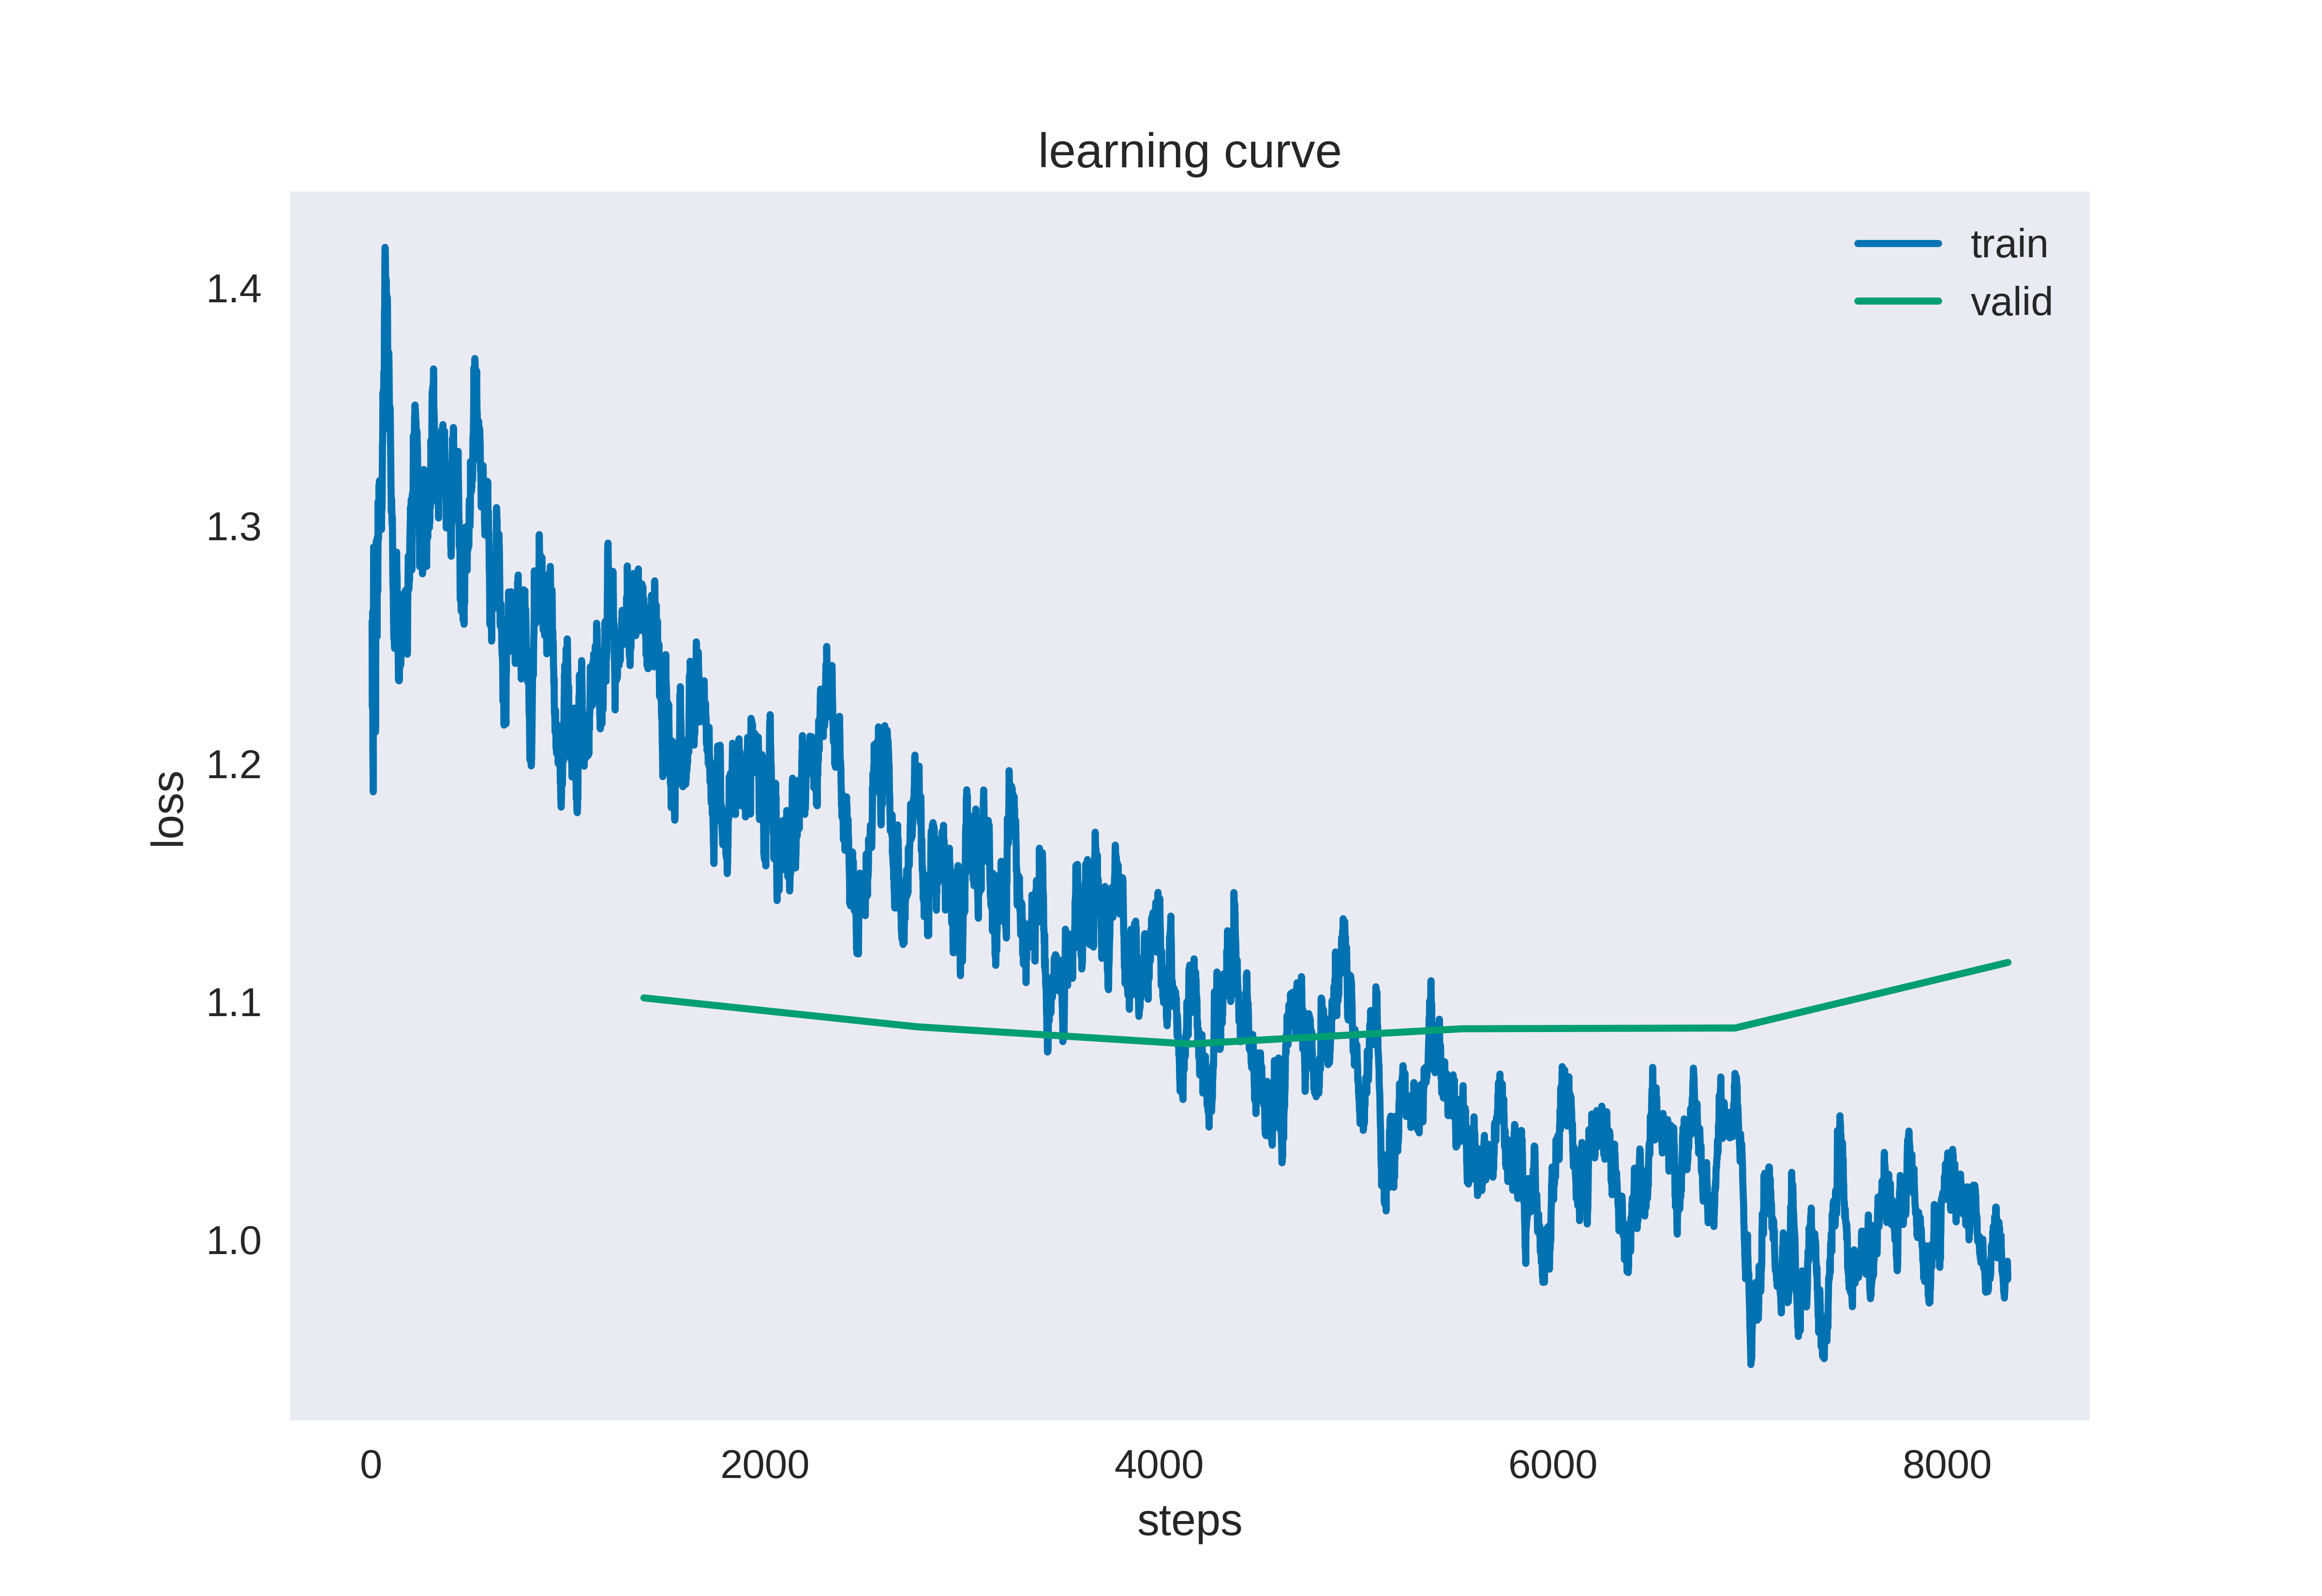 learning curve
train
valid
1.4
1.3
1.2
1.1
1.0
loss
0 2000 4000 6000 8000
steps